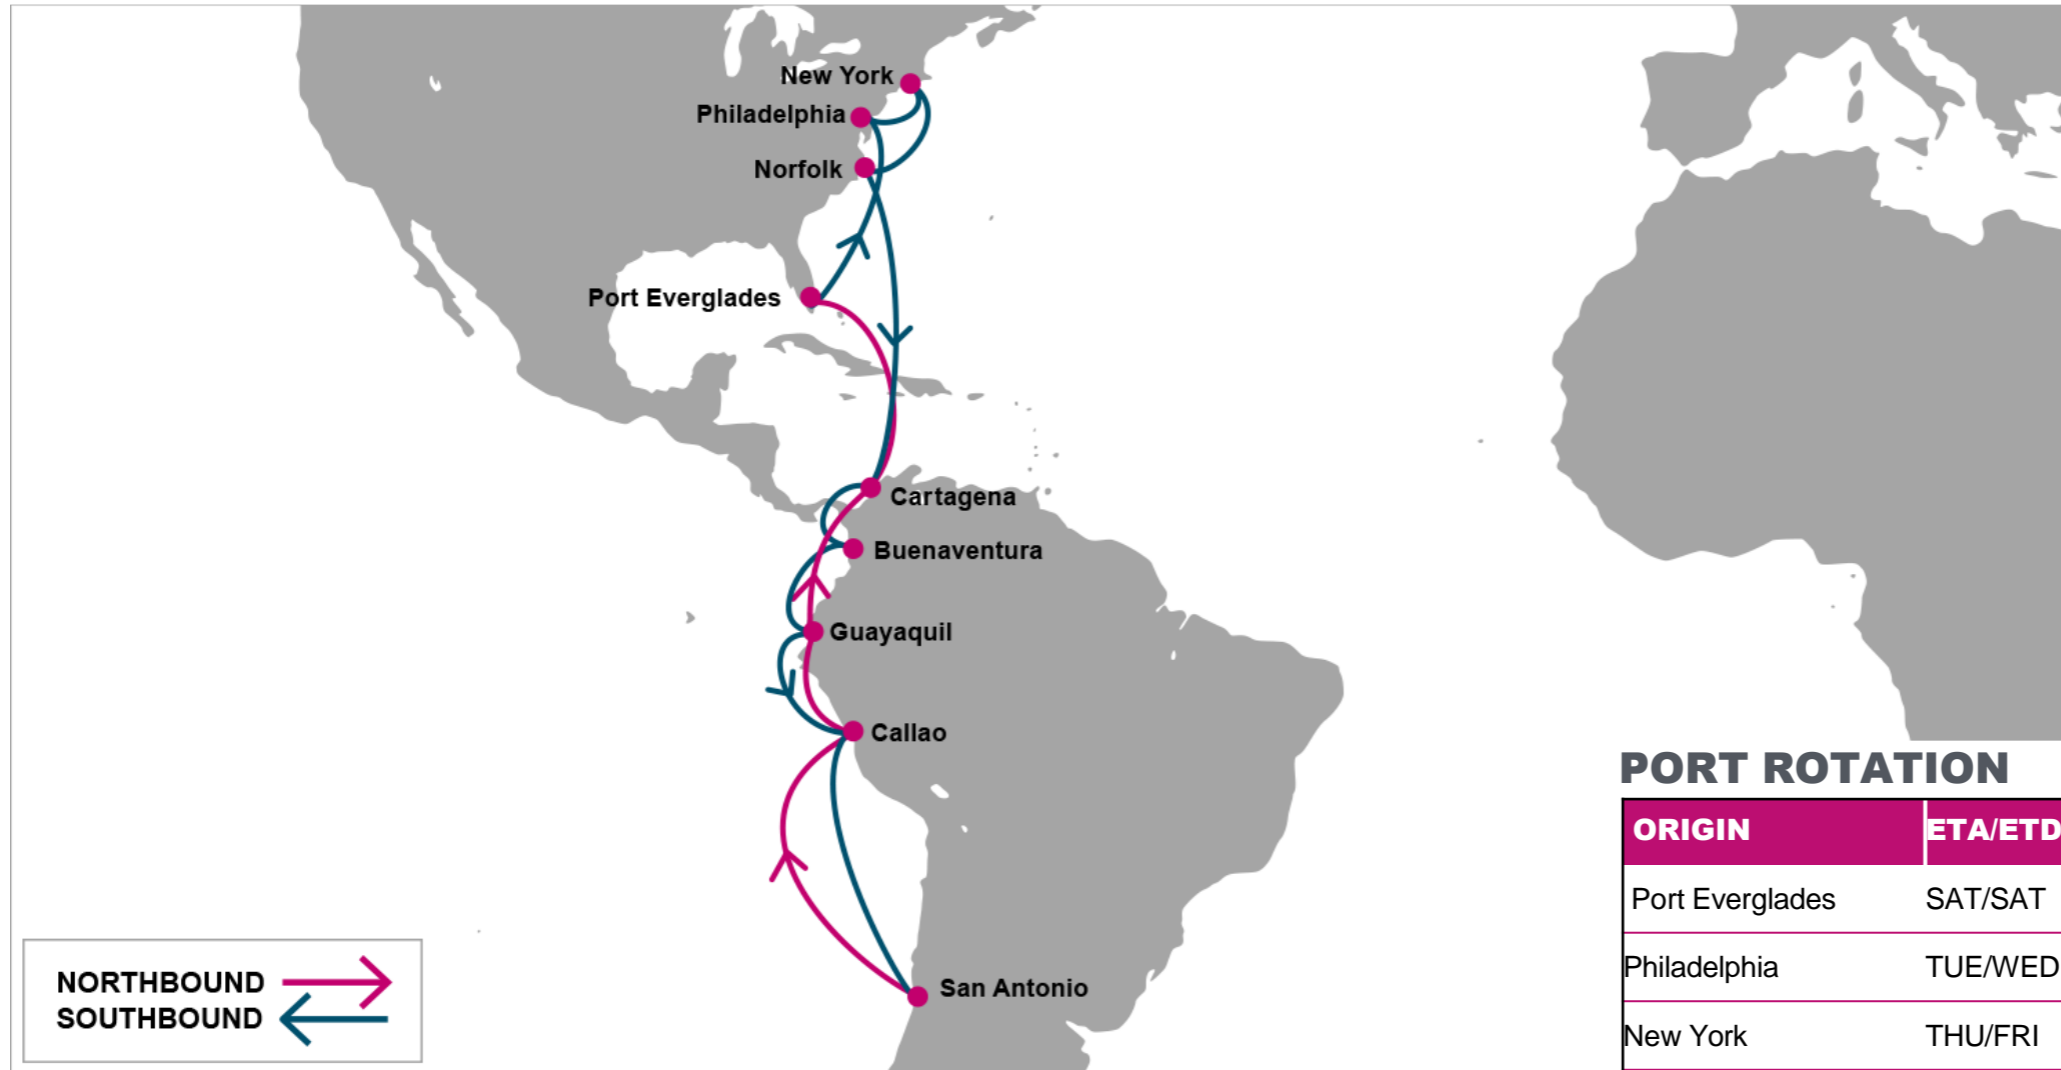 New York
Philadelphia
Norfolk
Port Everglades
Cartagena
Buenaventura
Guayaquil
Callao
San Antonio
NORTHBOUND
SOUTHBOUND
PORT ROTATION
ORIGIN ETA/ETD
Port Everglades SAT/SAT
Philadelphia TUE/WED
New York THU/FRI